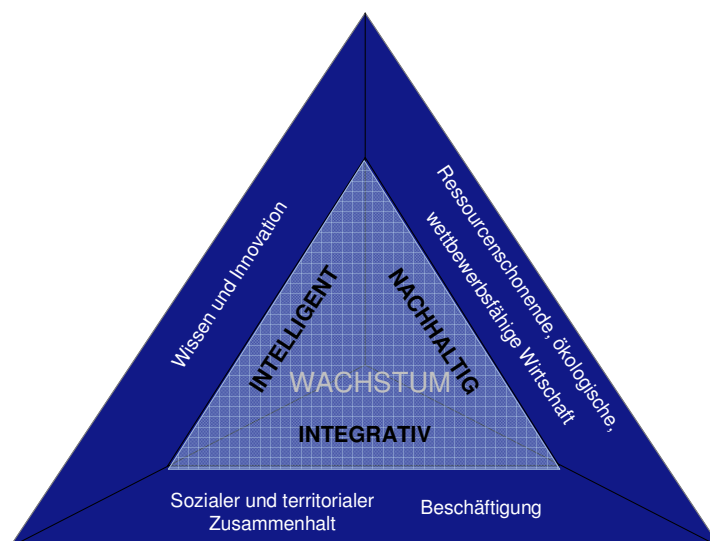 Wissen und Innovation
Ressourcenschonende, ökologische,
wettbewerbsfähige Wirtschaft
INTELLIGENT
NACHHALTIG
WACHSTUM
INTEGRATIV
Sozialer und territorialer
Zusammenhalt
Beschäftigung